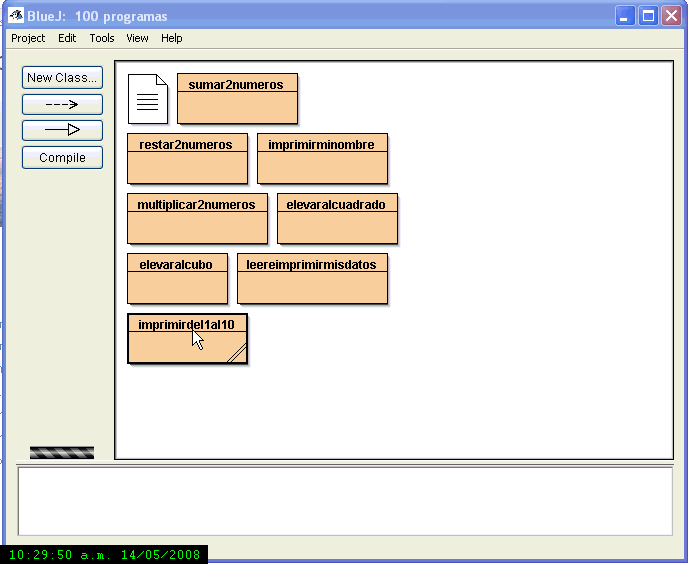 BlueJ: 100 programas
Project Edit Tools View Help
New Class...
Compile
sumar2numeros
restar2numeros imprimirminombre
multiplicar2numeros elevaralcuadrado
elevaralcubo leereimprimirmisdatos
imprimirdel1al10
10:29:50 a.m. 14/05/2008